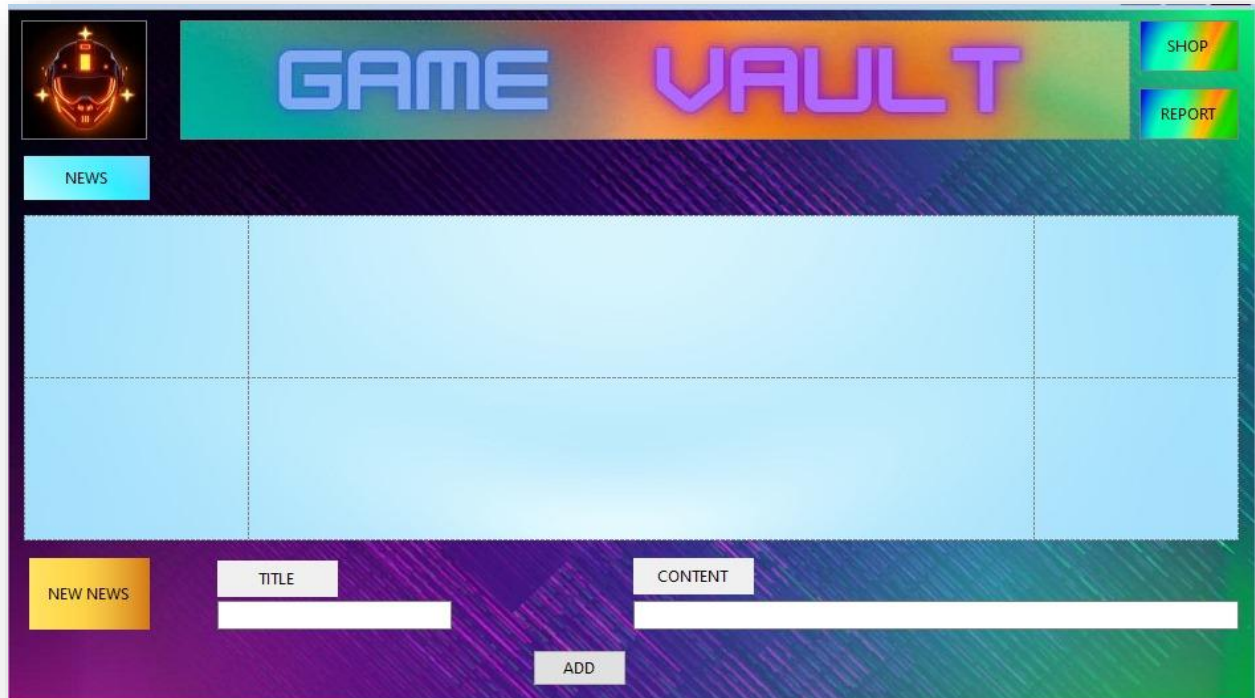 GAME VAULT
SHOP
REPORT
NEWS
NEW NEWS
TITLE
CONTENT
ADD